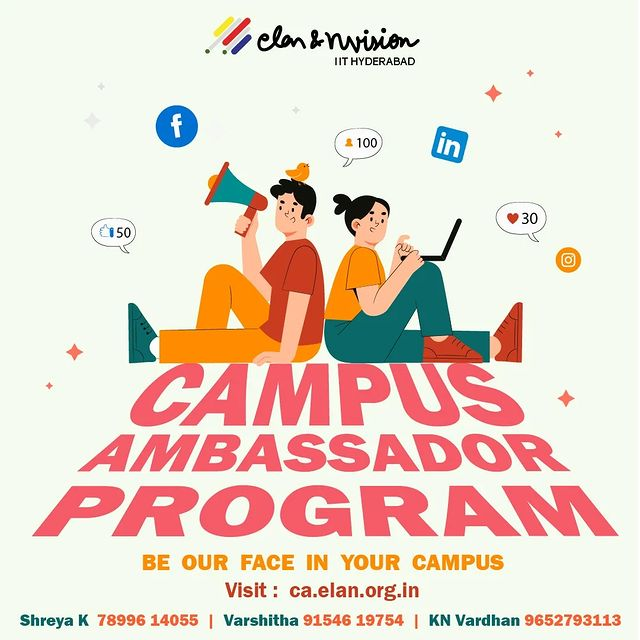 elan & nvision
IIT HYDERABAD
f
100
in
50
30
CAMPUS
AMBASSADOR
PROGRAM
BE OUR FACE IN YOUR CAMPUS
Visit : ca.elan.org.in
Shreya K 78996 14055 | Varshitha 91546 19754 | KN Vardhan 9652793113